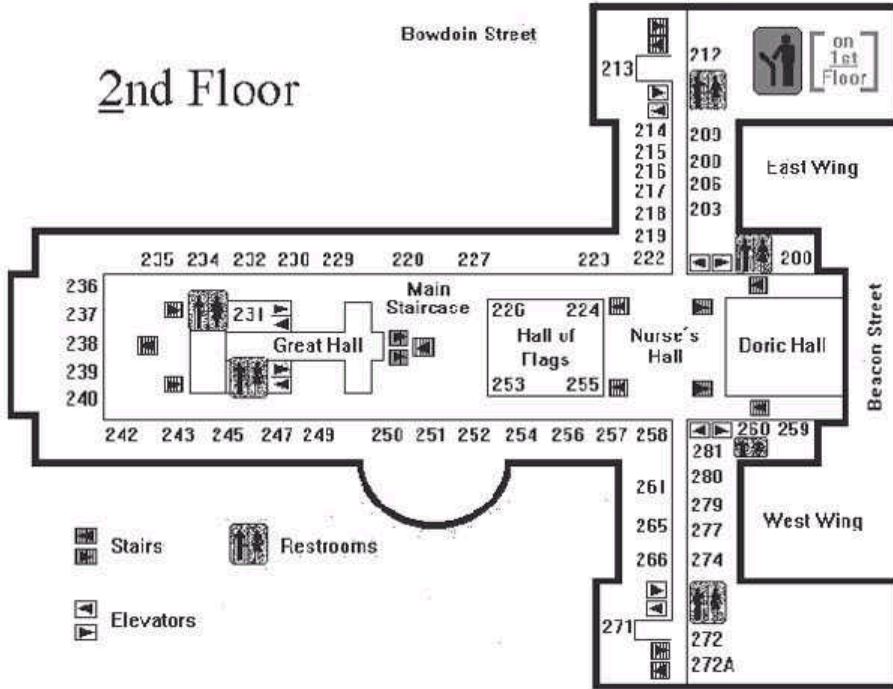 Bowdoin Street
2nd Floor
213
212
on
1st
Floor
214
209
215
216
208
217
206
218
203
219
East Wing
235 234 232 230 229 228 227 223 222 200
236
237
238
239
240
231
Great Hall
Main
Staircase
226 224
Hall of
Flags
253 255
Nurse's
Hall
Doric Hall
Beacon Street
242 243 245 247 249 250 251 252 254 256 257 258 260 259
281
261
280
279
265
277
266
274
West Wing
271
272
272A
Stairs
Restrooms
Elevators